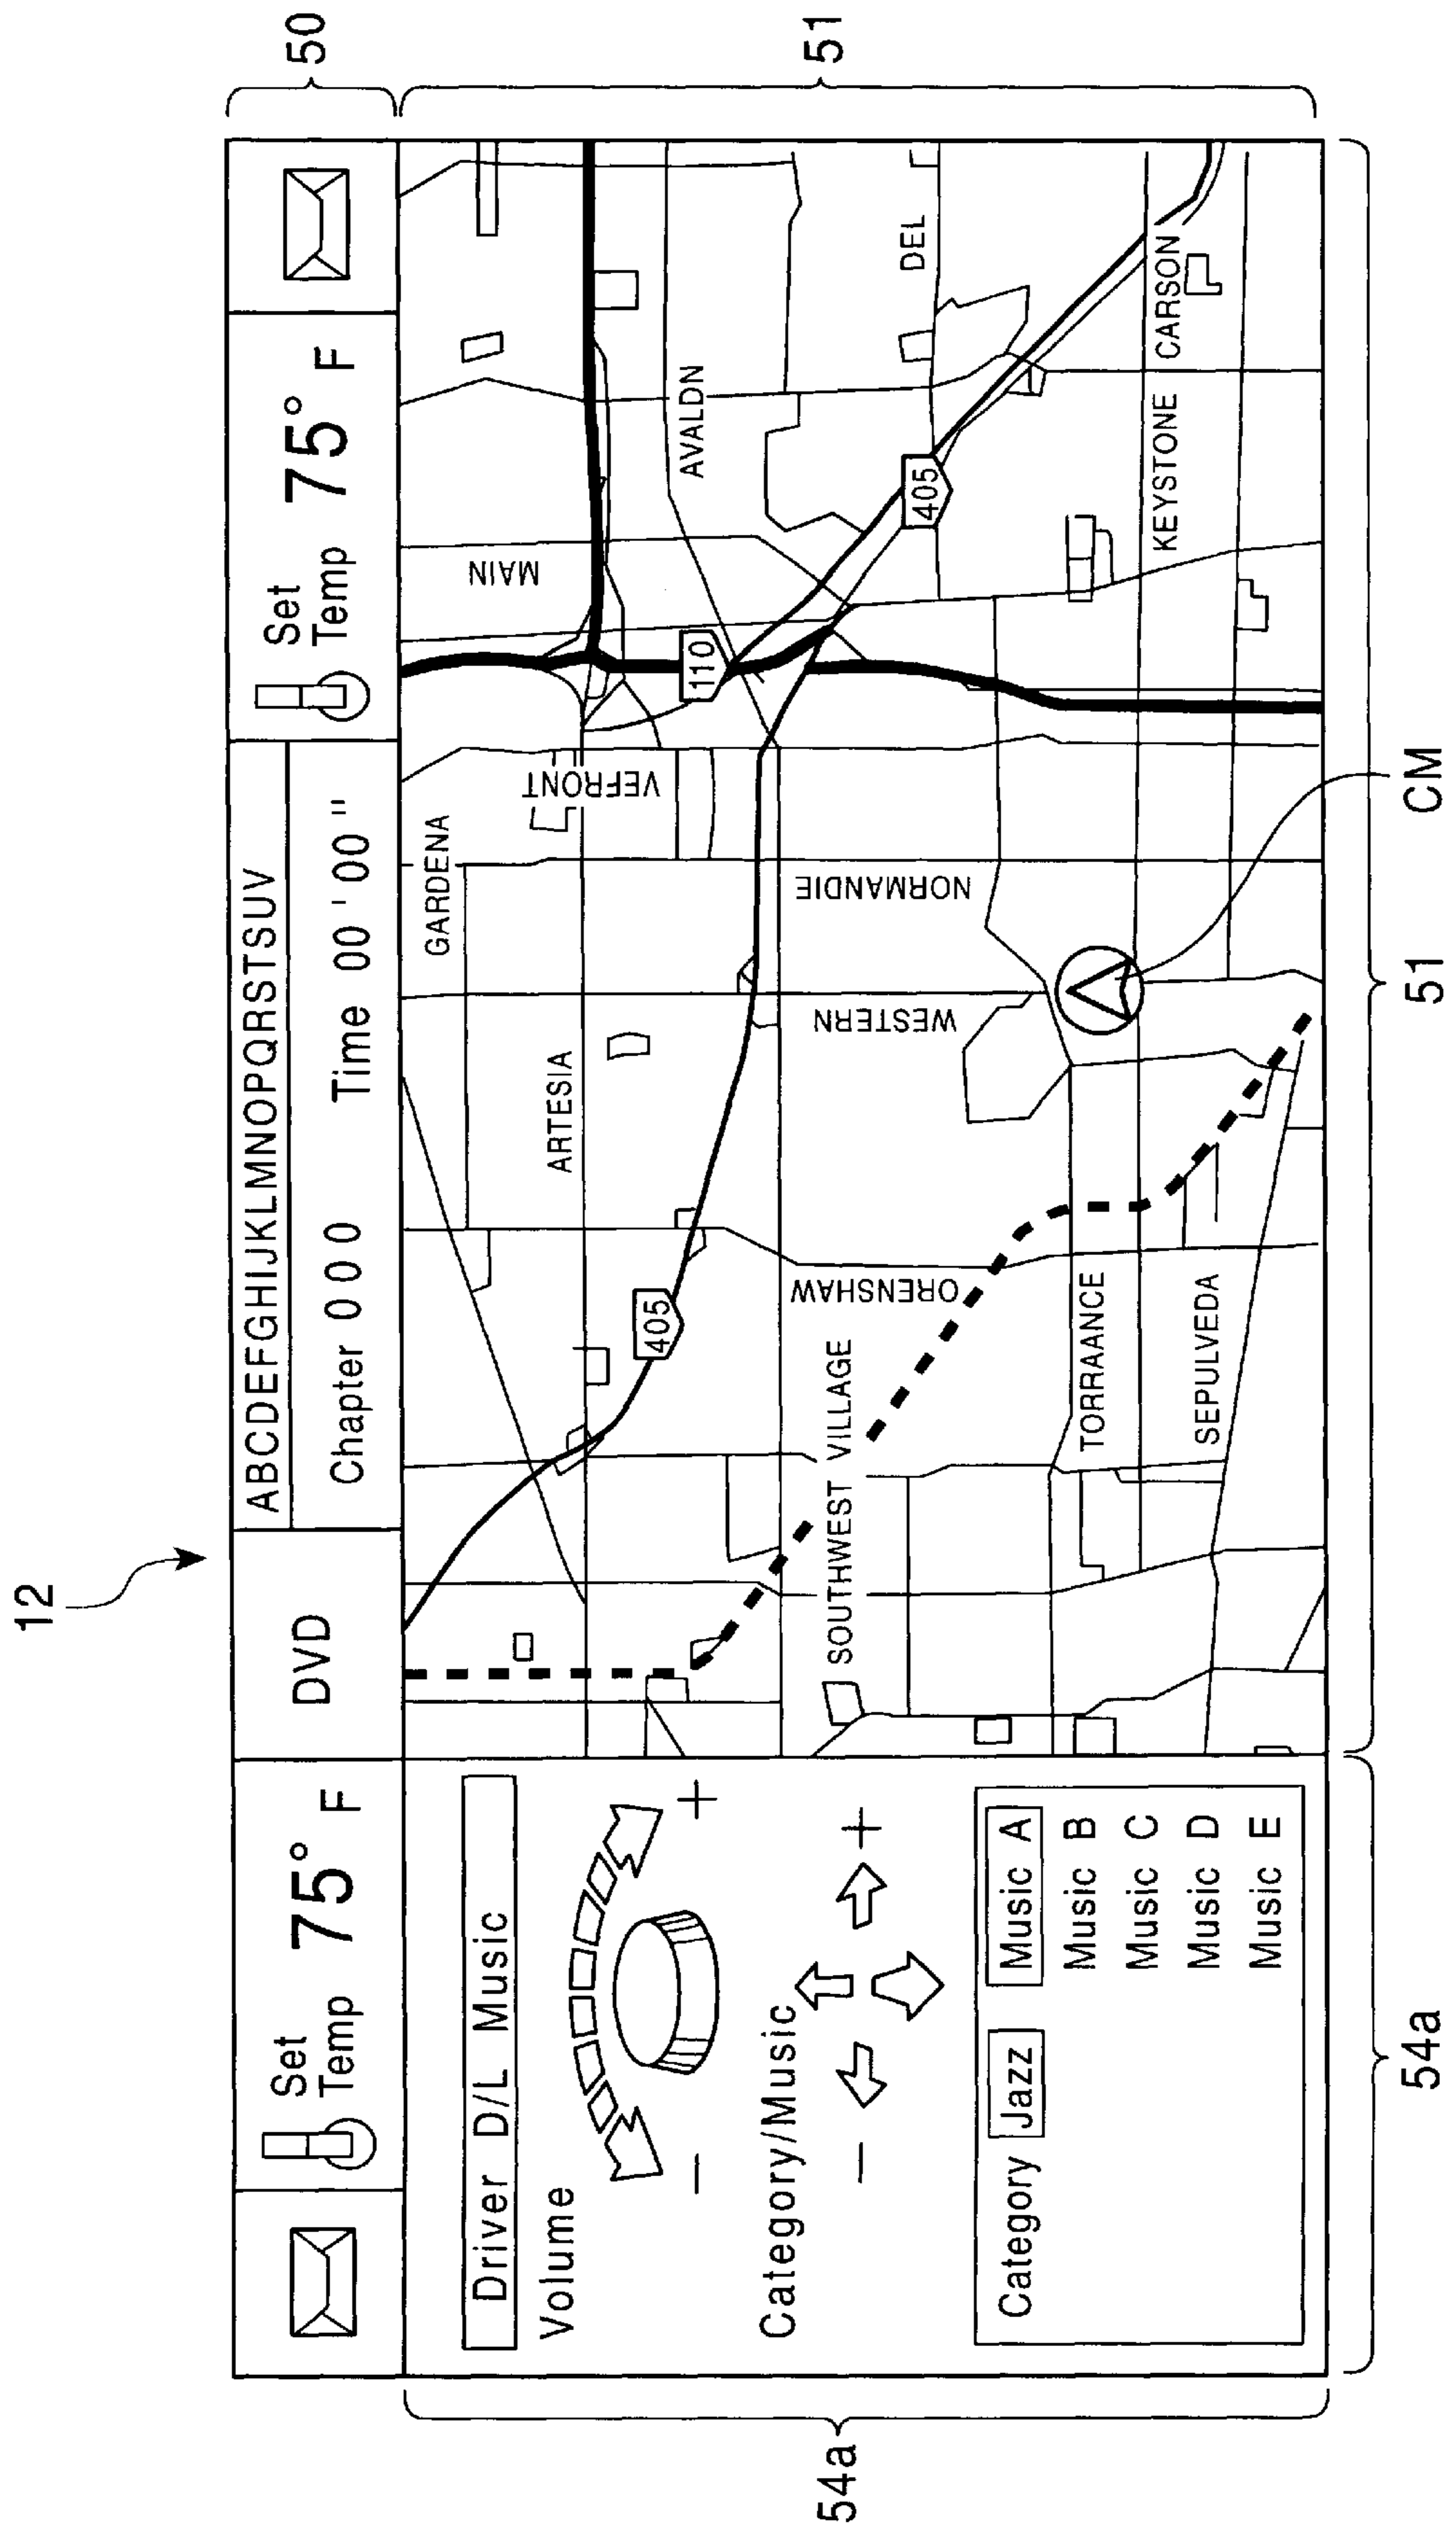 12
50
Set
Temp 75° F
DVD
ABCDEFGHIJKLMNOPQRSTSUV
Chapter 000 Time 00'00"
Set
Temp 75° F
54a
Driver D/L Music
Volume
− +
Category/Music
− +
Category Jazz Music A
Music B
Music C
Music D
Music E
54a
51
GARDENA
MAIN
ARTESIA
VEFRONT
AVALDN
405
110
SOUTHWEST VILLAGE
ORENSHAW
WESTERN
NORMANDIE
405
DEL
TORRAANCE
KEYSTONE
CARSON
SEPULVEDA
51
CM